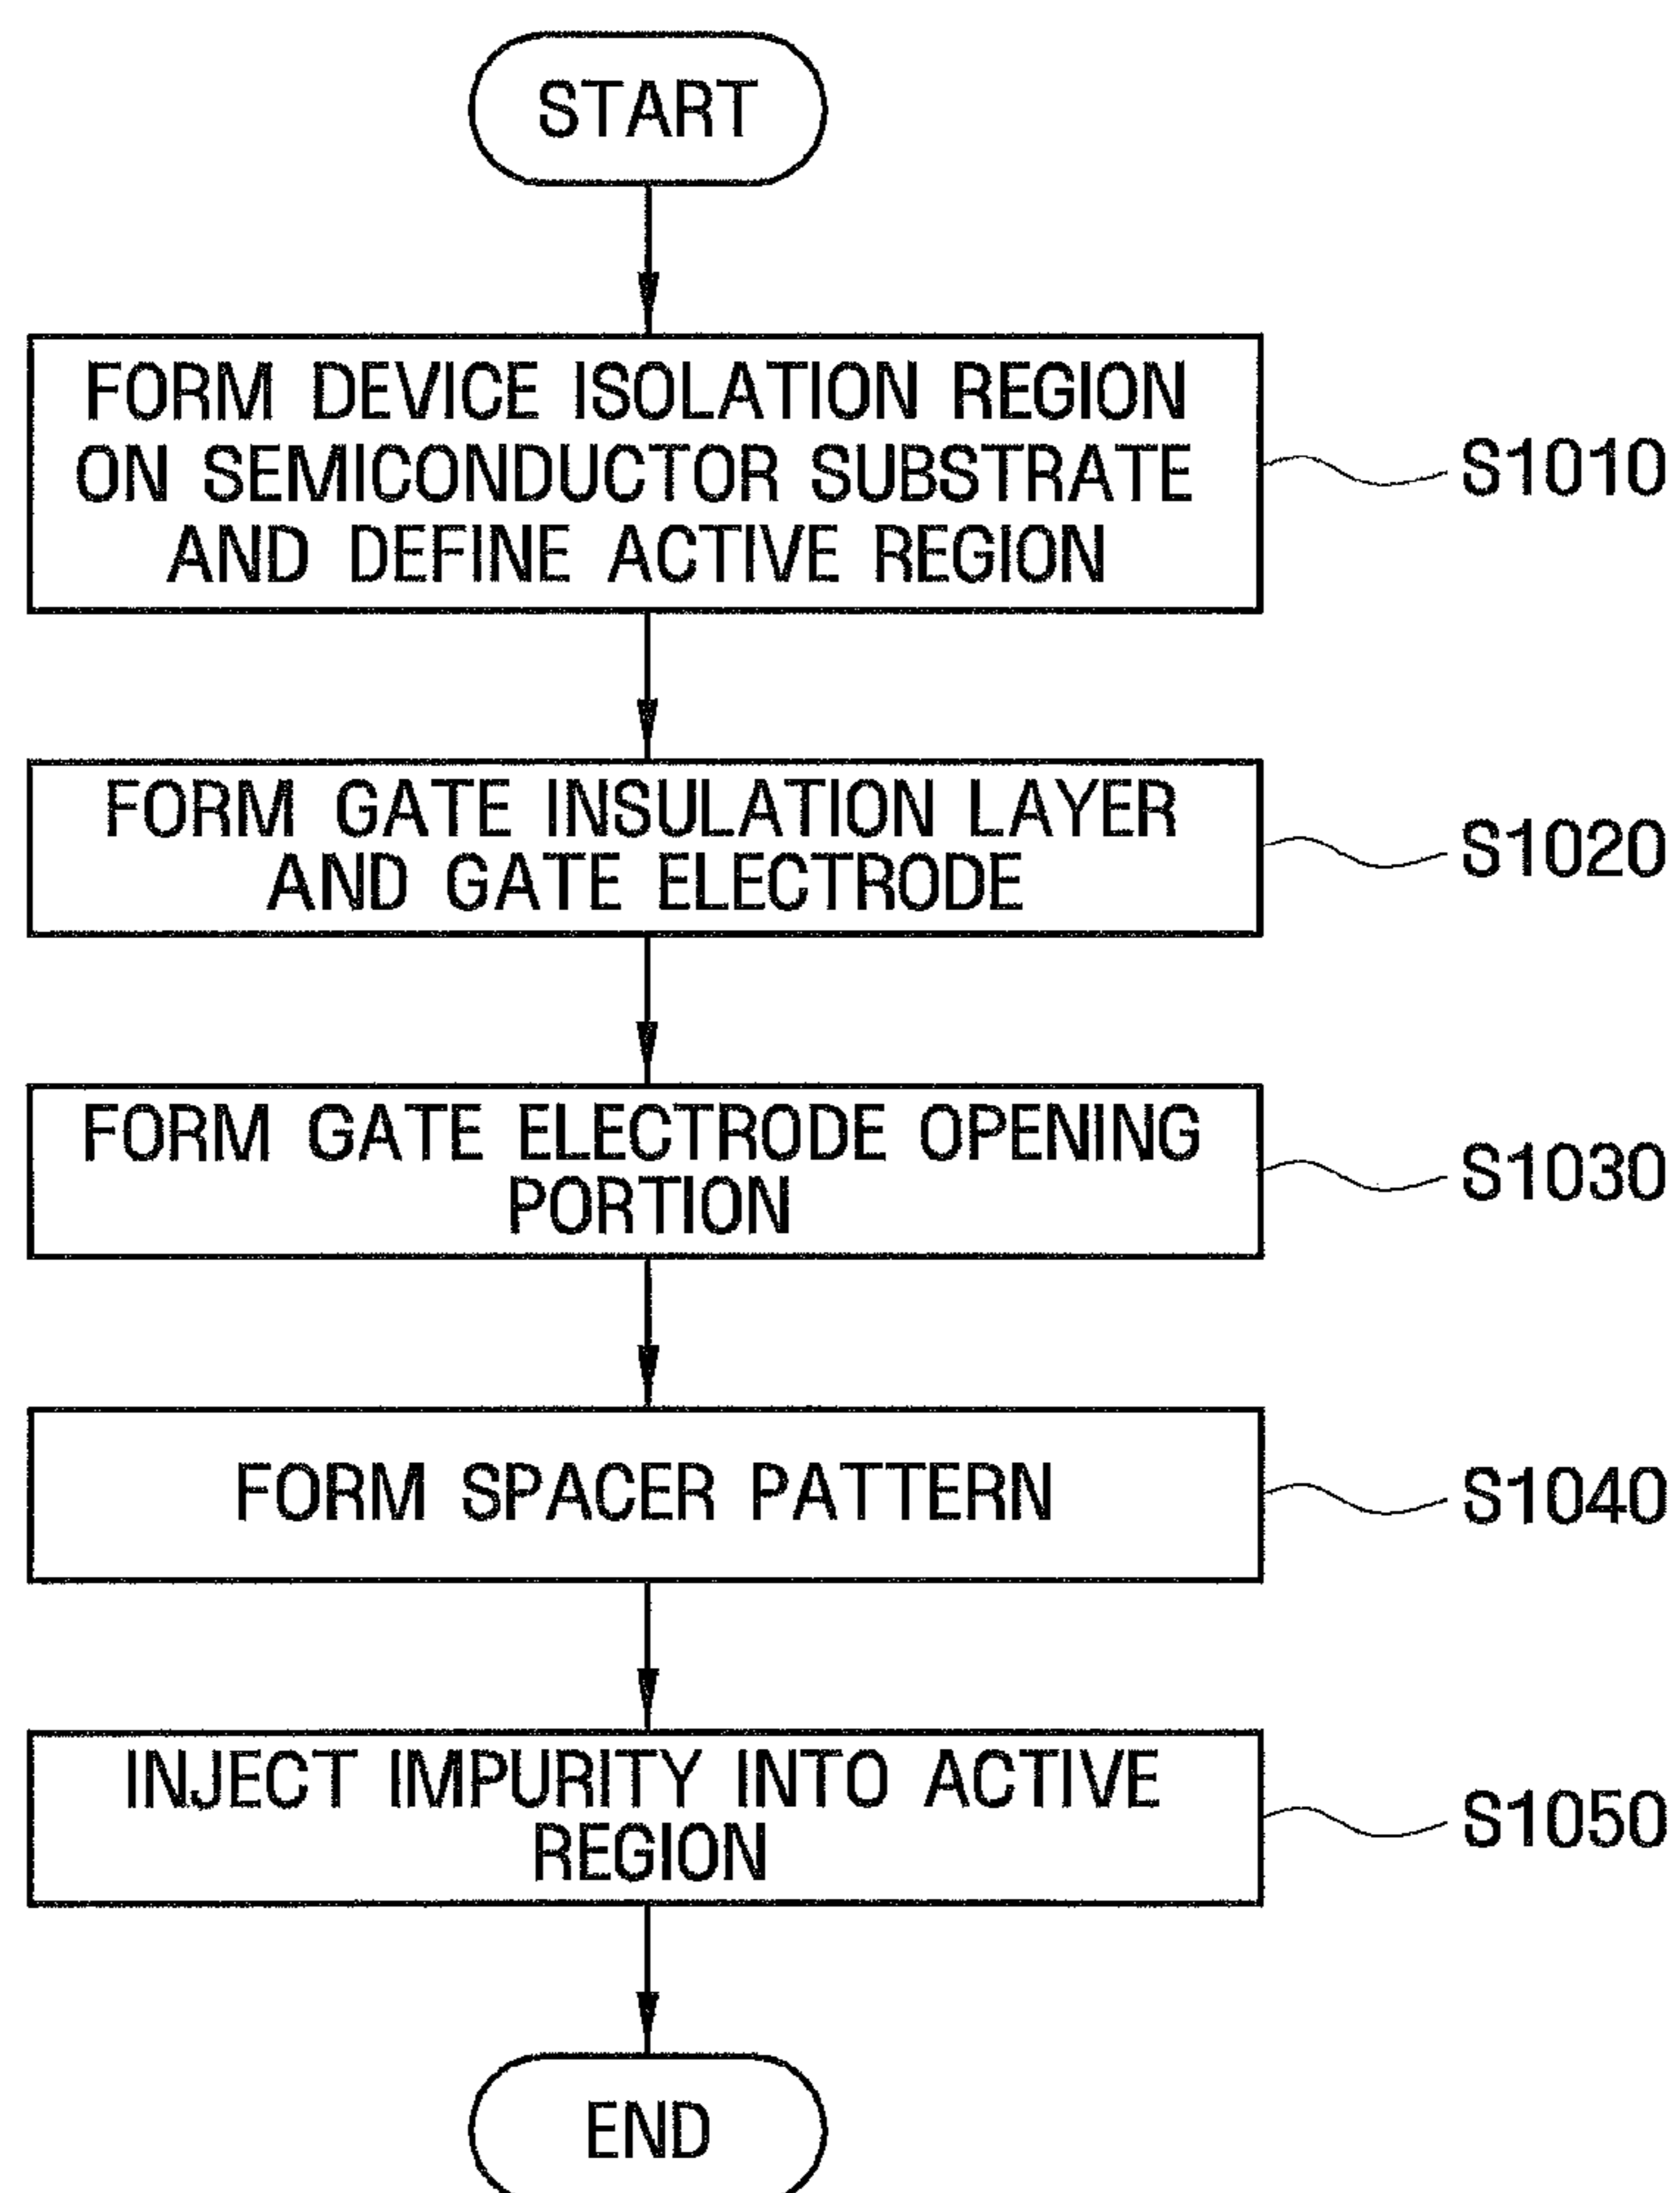 START
FORM DEVICE ISOLATION REGION
ON SEMICONDUCTOR SUBSTRATE
AND DEFINE ACTIVE REGION
S1010
FORM GATE INSULATION LAYER
AND GATE ELECTRODE
S1020
FORM GATE ELECTRODE OPENING
PORTION
S1030
FORM SPACER PATTERN
S1040
INJECT IMPURITY INTO ACTIVE
REGION
S1050
END